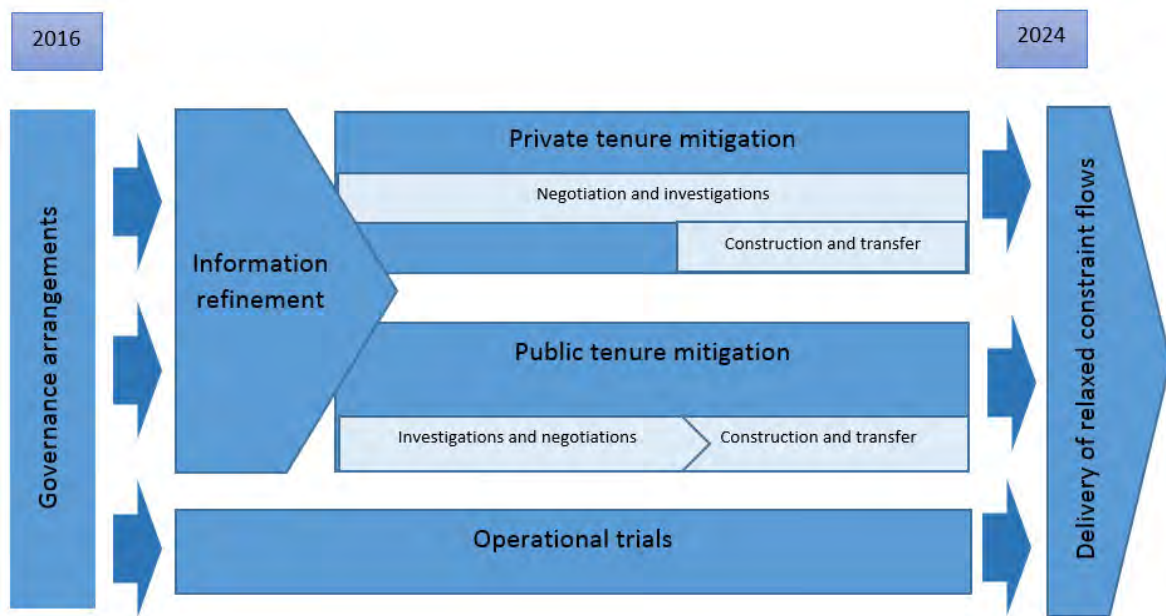 2016
2024
Governance arrangements
Information
refinement
Private tenure mitigation
Negotiation and investigations
Construction and transfer
Public tenure mitigation
Investigations and negotiations
Construction and transfer
Operational trials
Delivery of relaxed constraint flows